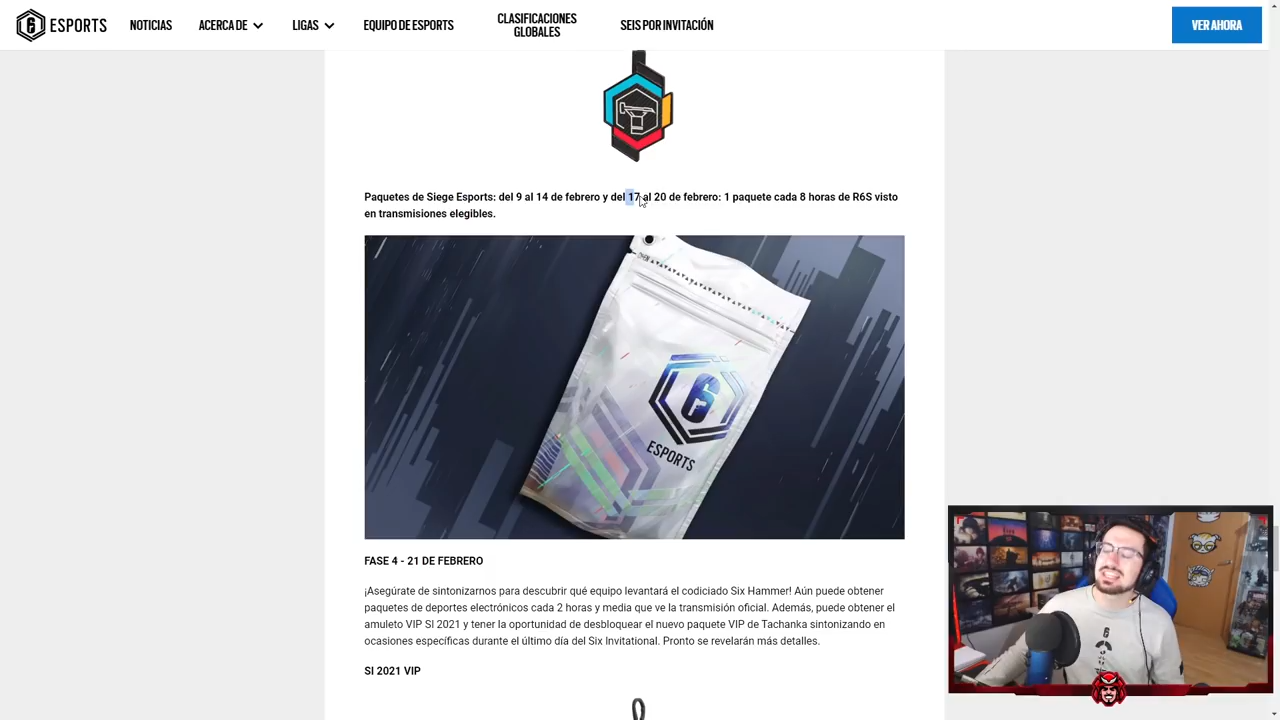 6 ESPORTS
NOTICIAS
ACERCA DE
LIGAS
EQUIPO DE ESPORTS
CLASIFICACIONES
GLOBALES
SEIS POR INVITACIÓN
VER AHORA
Paquetes de Siege Esports: del 9 al 14 de febrero y del 17 al 20 de febrero: 1 paquete cada 8 horas de R6S visto
en transmisiones elegibles.
6
ESPORTS
FASE 4 - 21 DE FEBRERO
¡Asegúrate de sintonizarnos para descubrir qué equipo levantará el codiciado Six Hammer! Aún puede obtener
paquetes de deportes electrónicos cada 2 horas y media que ve la transmisión oficial. Además, puede obtener el
amuleto VIP SI 2021 y tener la oportunidad de desbloquear el nuevo paquete VIP de Tachanka sintonizando en
ocasiones específicas durante el último día del Six Invitational. Pronto se revelarán más detalles.
SI 2021 VIP